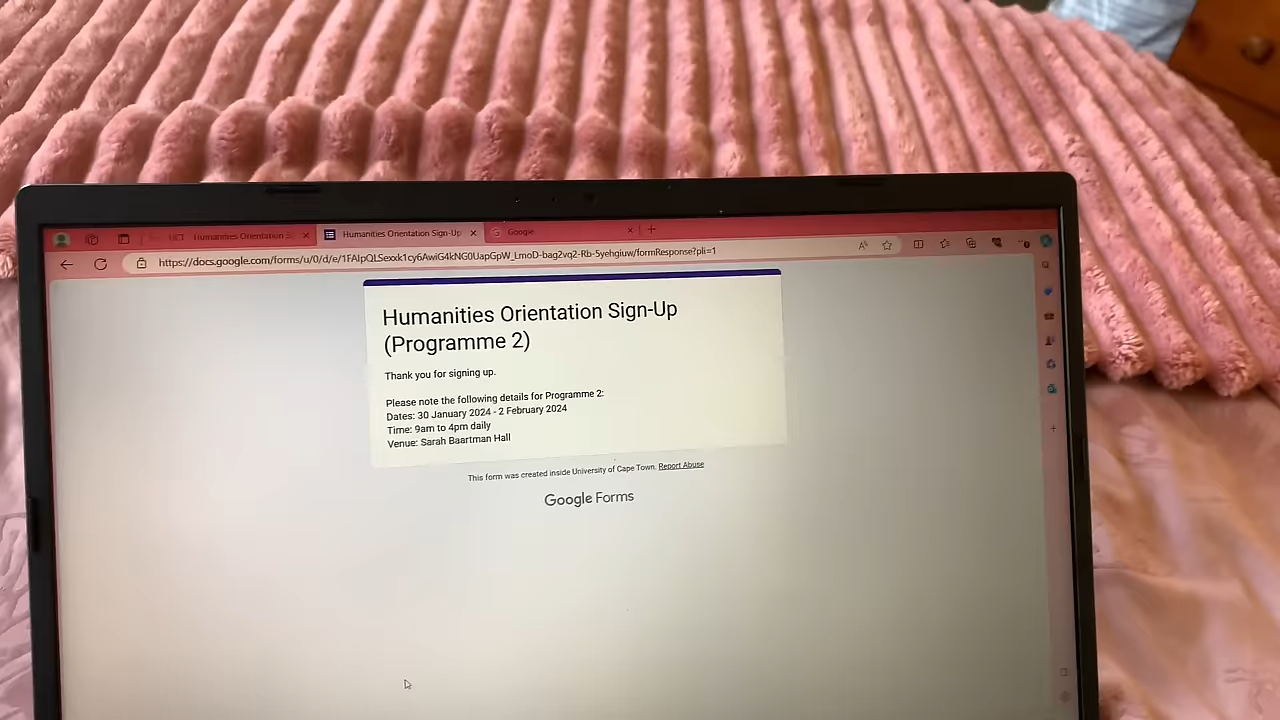 UCT Humanities Orientation S
Humanities Orientation Sign-Up
Google
https://docs.google.com/forms/u/0/d/e/1FAIpQLSexxk1cy6AwiG4kNG0UapGpW_LmoD-bag2vq2-Rb-5yehgiuw/formResponse?pli=1
Humanities Orientation Sign-Up
(Programme 2)
Thank you for signing up.
Please note the following details for Programme 2:
Dates: 30 January 2024 - 2 February 2024
Time: 9am to 4pm daily
Venue: Sarah Baartman Hall
This form was created inside University of Cape Town. Report Abuse
Google Forms